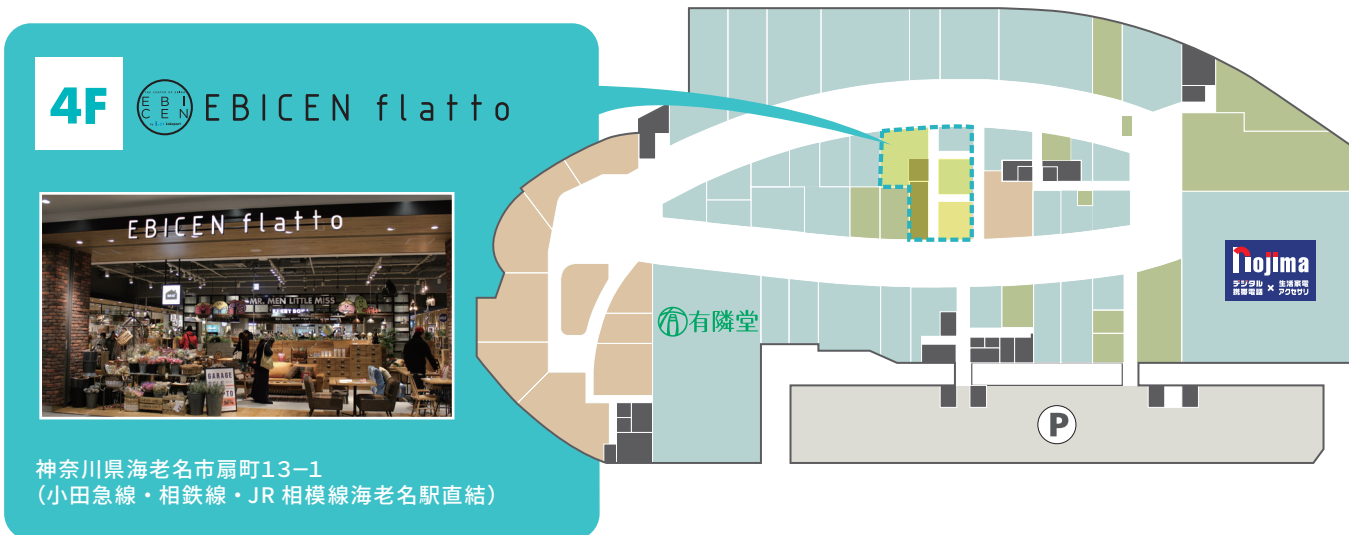 4F
EBI
CEN
EBICEN flatto
EBICEN flatto
MR. MEN LITTLE MISS
GARAGE
神奈川県海老名市扇町13−1
（小田急線・相鉄線・JR 相模線海老名駅直結）
有隣堂
nojima
デジタル 携帯電話 × 生活家電 アクセサリ
P